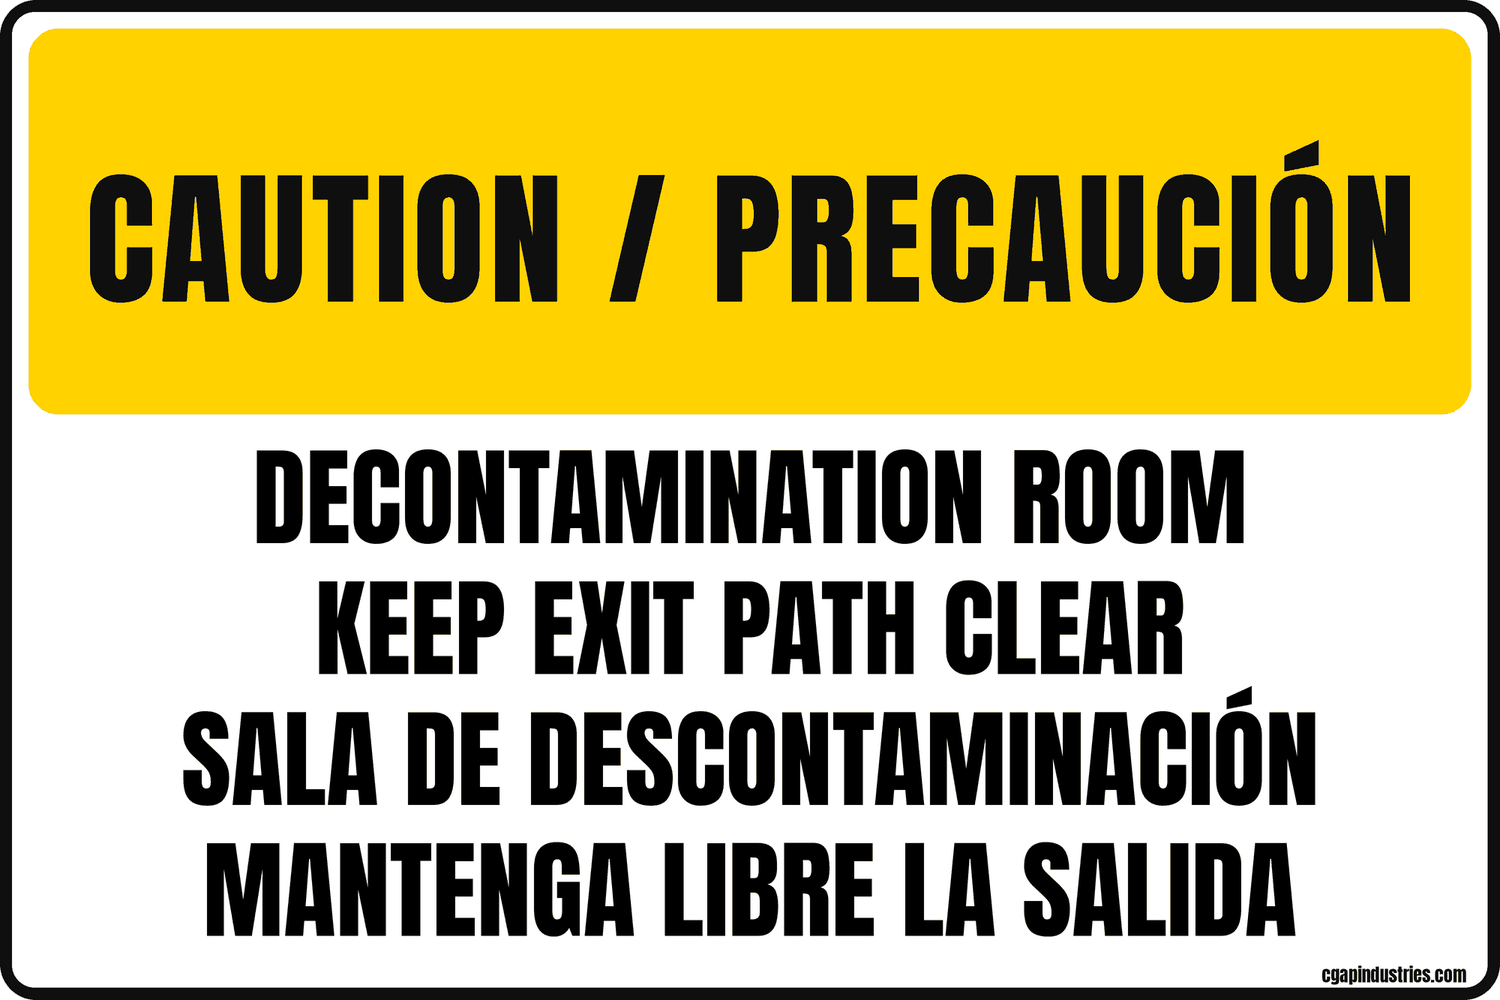 CAUTION / PRECAUCIÓN
DECONTAMINATION ROOM
KEEP EXIT PATH CLEAR
SALA DE DESCONTAMINACIÓN
MANTENGA LIBRE LA SALIDA
cgapindustries.com